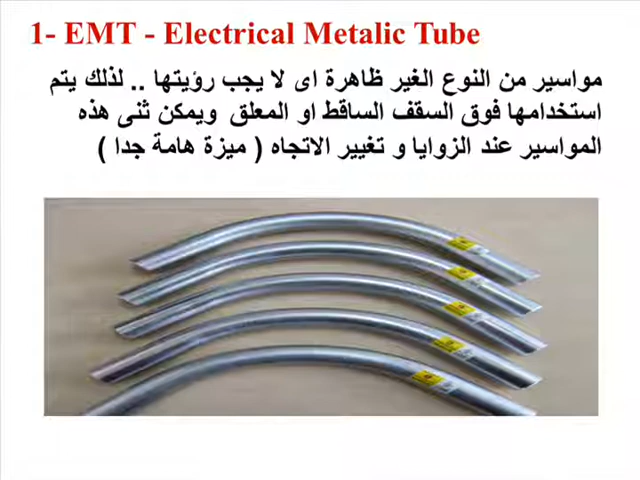 1- EMT - Electrical Metalic Tube
مواسير من النوع الغير ظاهرة اى لا يجب رؤيتها .. لذلك يتم
استخدامها فوق السقف الساقط او المعلق ويمكن ثنى هذه
المواسير عند الزوايا و تغيير الاتجاه ( ميزة هامة جدا )